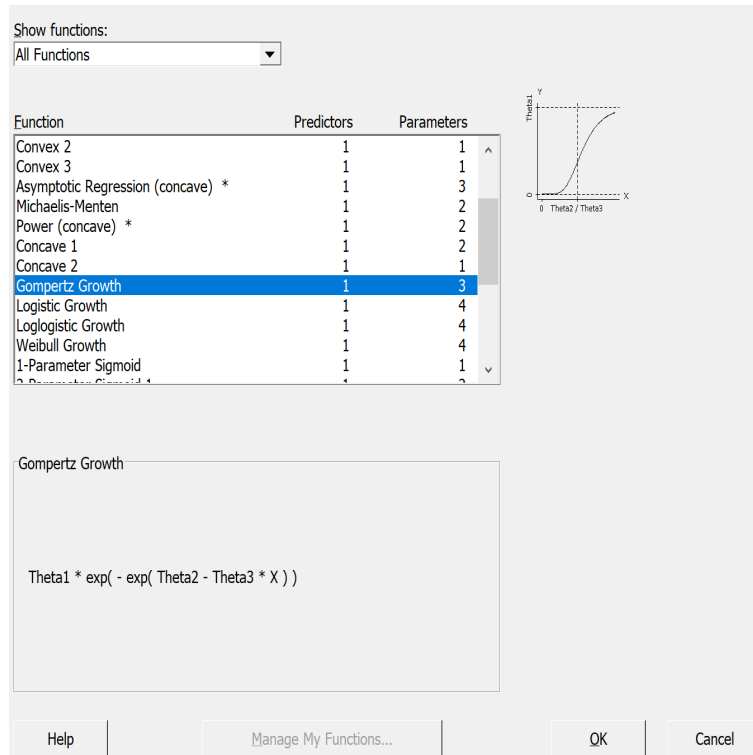 Show functions:
All Functions
Function Predictors Parameters
Convex 2 1 1
Convex 3 1 1
Asymptotic Regression (concave) * 1 3
Michaelis-Menten 1 2
Power (concave) * 1 2
Concave 1 1 2
Concave 2 1 1
Gompertz Growth 1 3
Logistic Growth 1 4
Loglogistic Growth 1 4
Weibull Growth 1 4
1-Parameter Sigmoid 1 1
Y
Theta1
0
X
0 Theta2 / Theta3
Gompertz Growth
Theta1 * exp( - exp( Theta2 - Theta3 * X ) )
Help Manage My Functions... OK Cancel